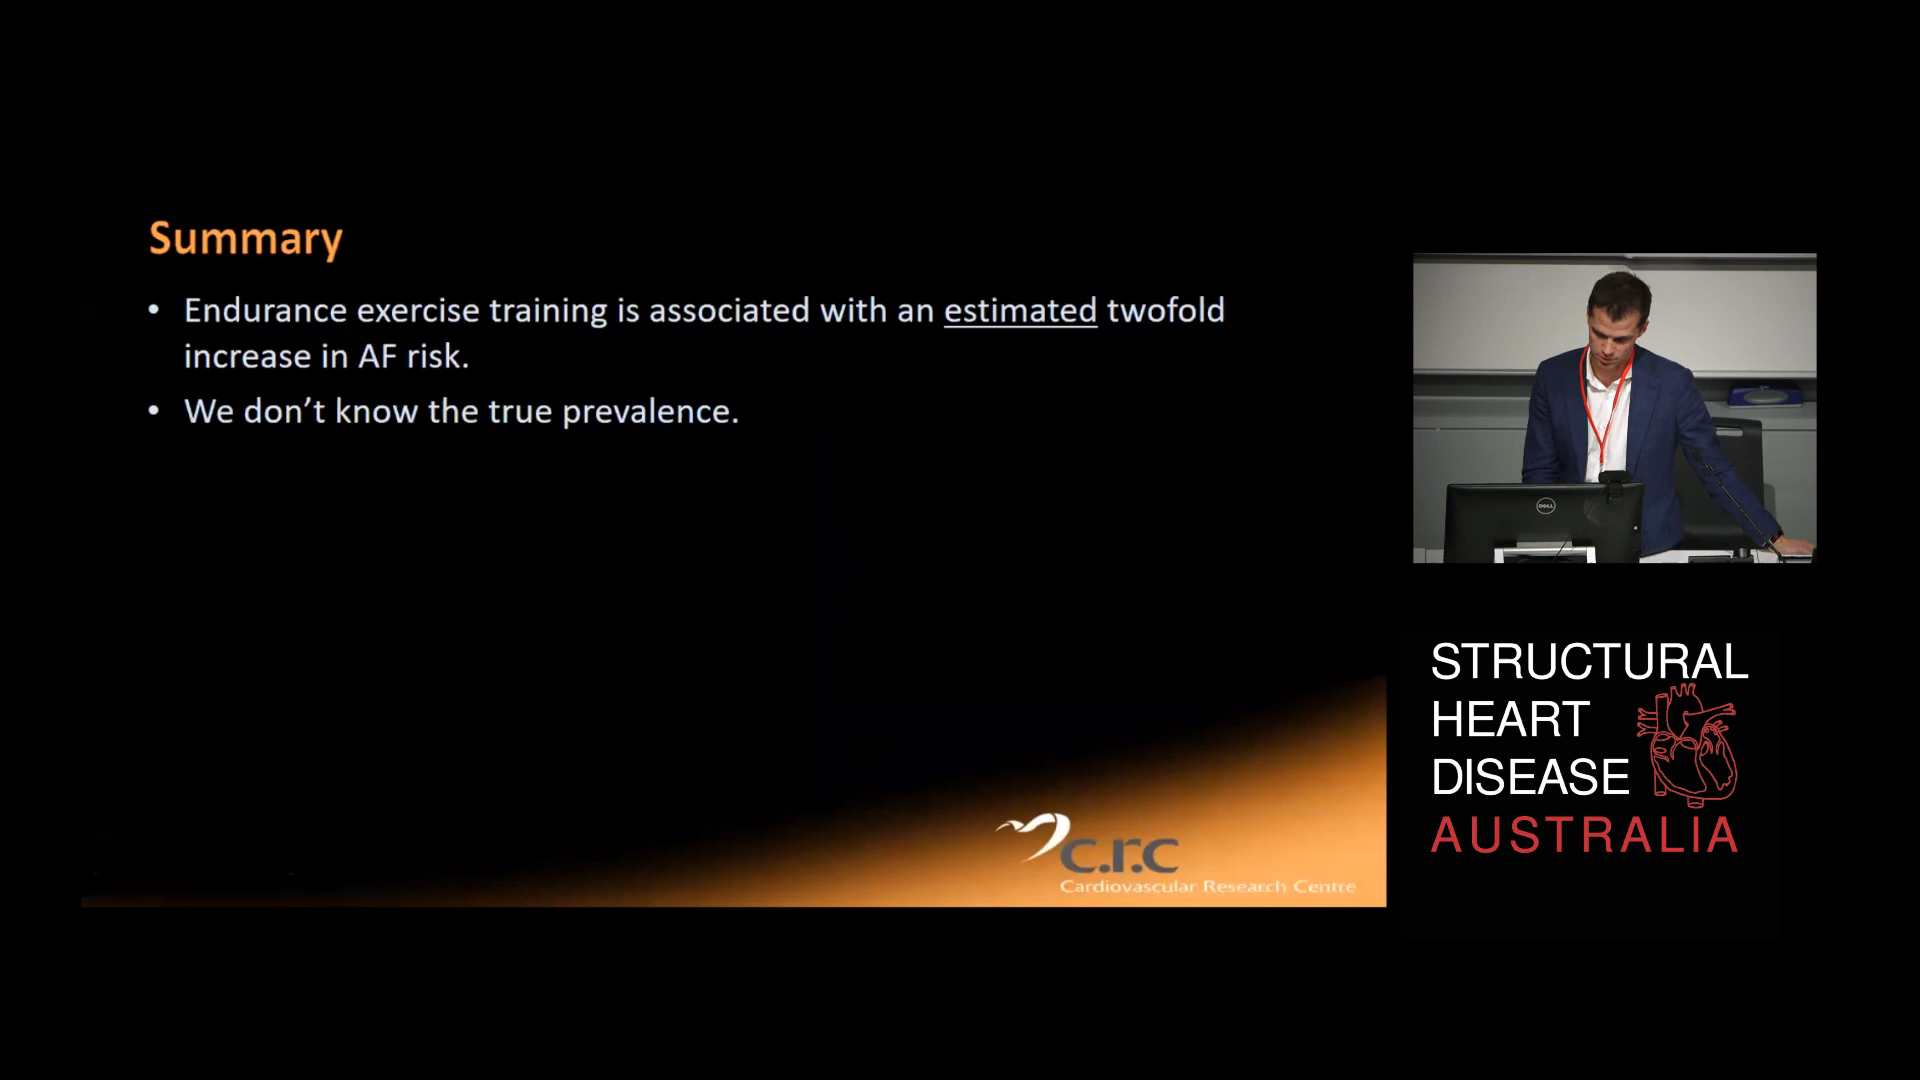 Summary
• Endurance exercise training is associated with an estimated twofold
increase in AF risk.
• We don’t know the true prevalence.
DELL
STRUCTURAL
HEART
DISEASE
AUSTRALIA
c.r.c
Cardiovascular Research Centre